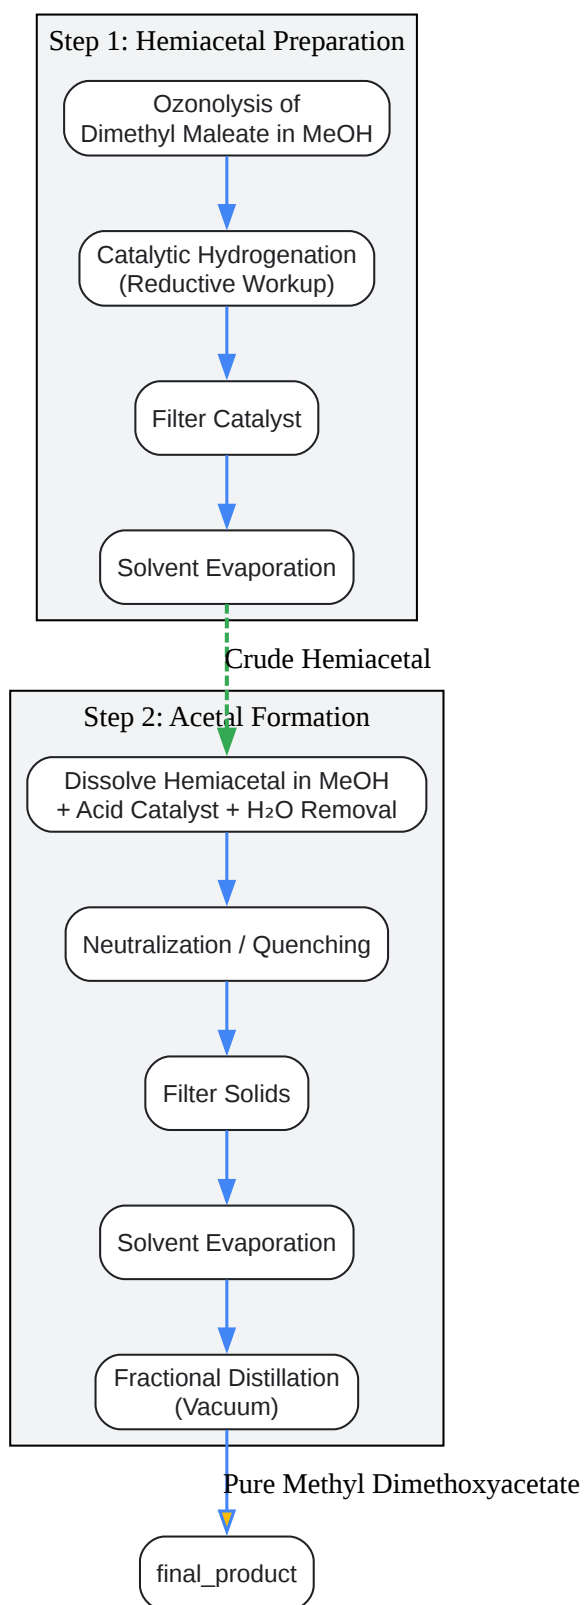 Step 1: Hemiacetal Preparation
Ozonolysis of
Dimethyl Maleate in MeOH
Catalytic Hydrogenation
(Reductive Workup)
Filter Catalyst
Solvent Evaporation
Crude Hemiacetal
Step 2: Acetal Formation
Dissolve Hemiacetal in MeOH
+ Acid Catalyst + H₂O Removal
Neutralization / Quenching
Filter Solids
Solvent Evaporation
Fractional Distillation
(Vacuum)
Pure Methyl Dimethoxyacetate
final_product